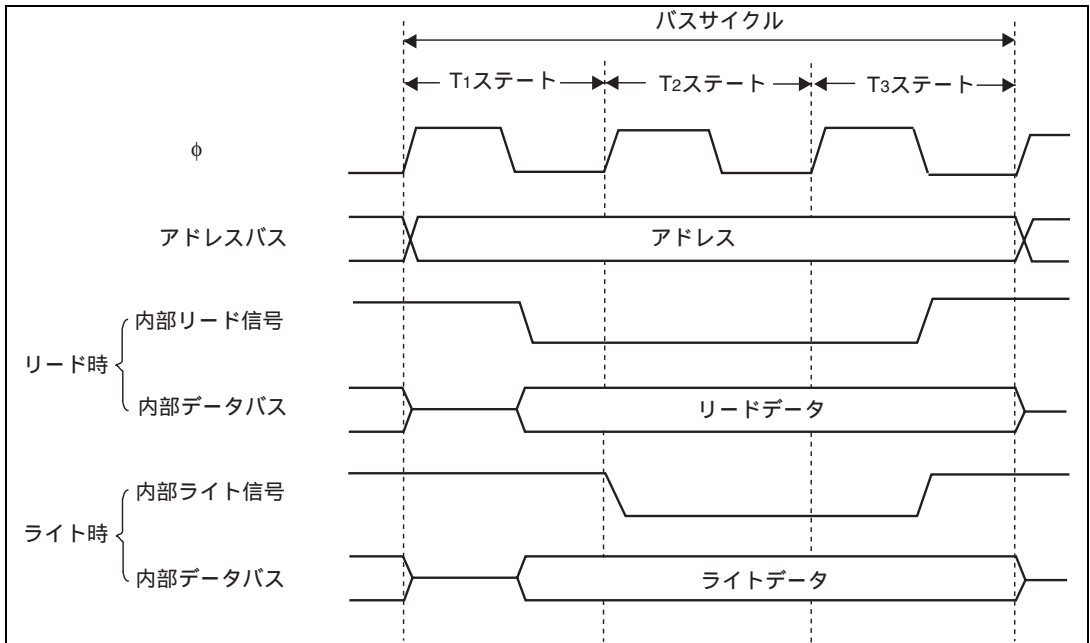 バスサイクル
T1ステート
T2ステート
T3ステート
φ
アドレスバス
アドレス
リード時
内部リード信号
内部データバス
リードデータ
ライト時
内部ライト信号
内部データバス
ライトデータ